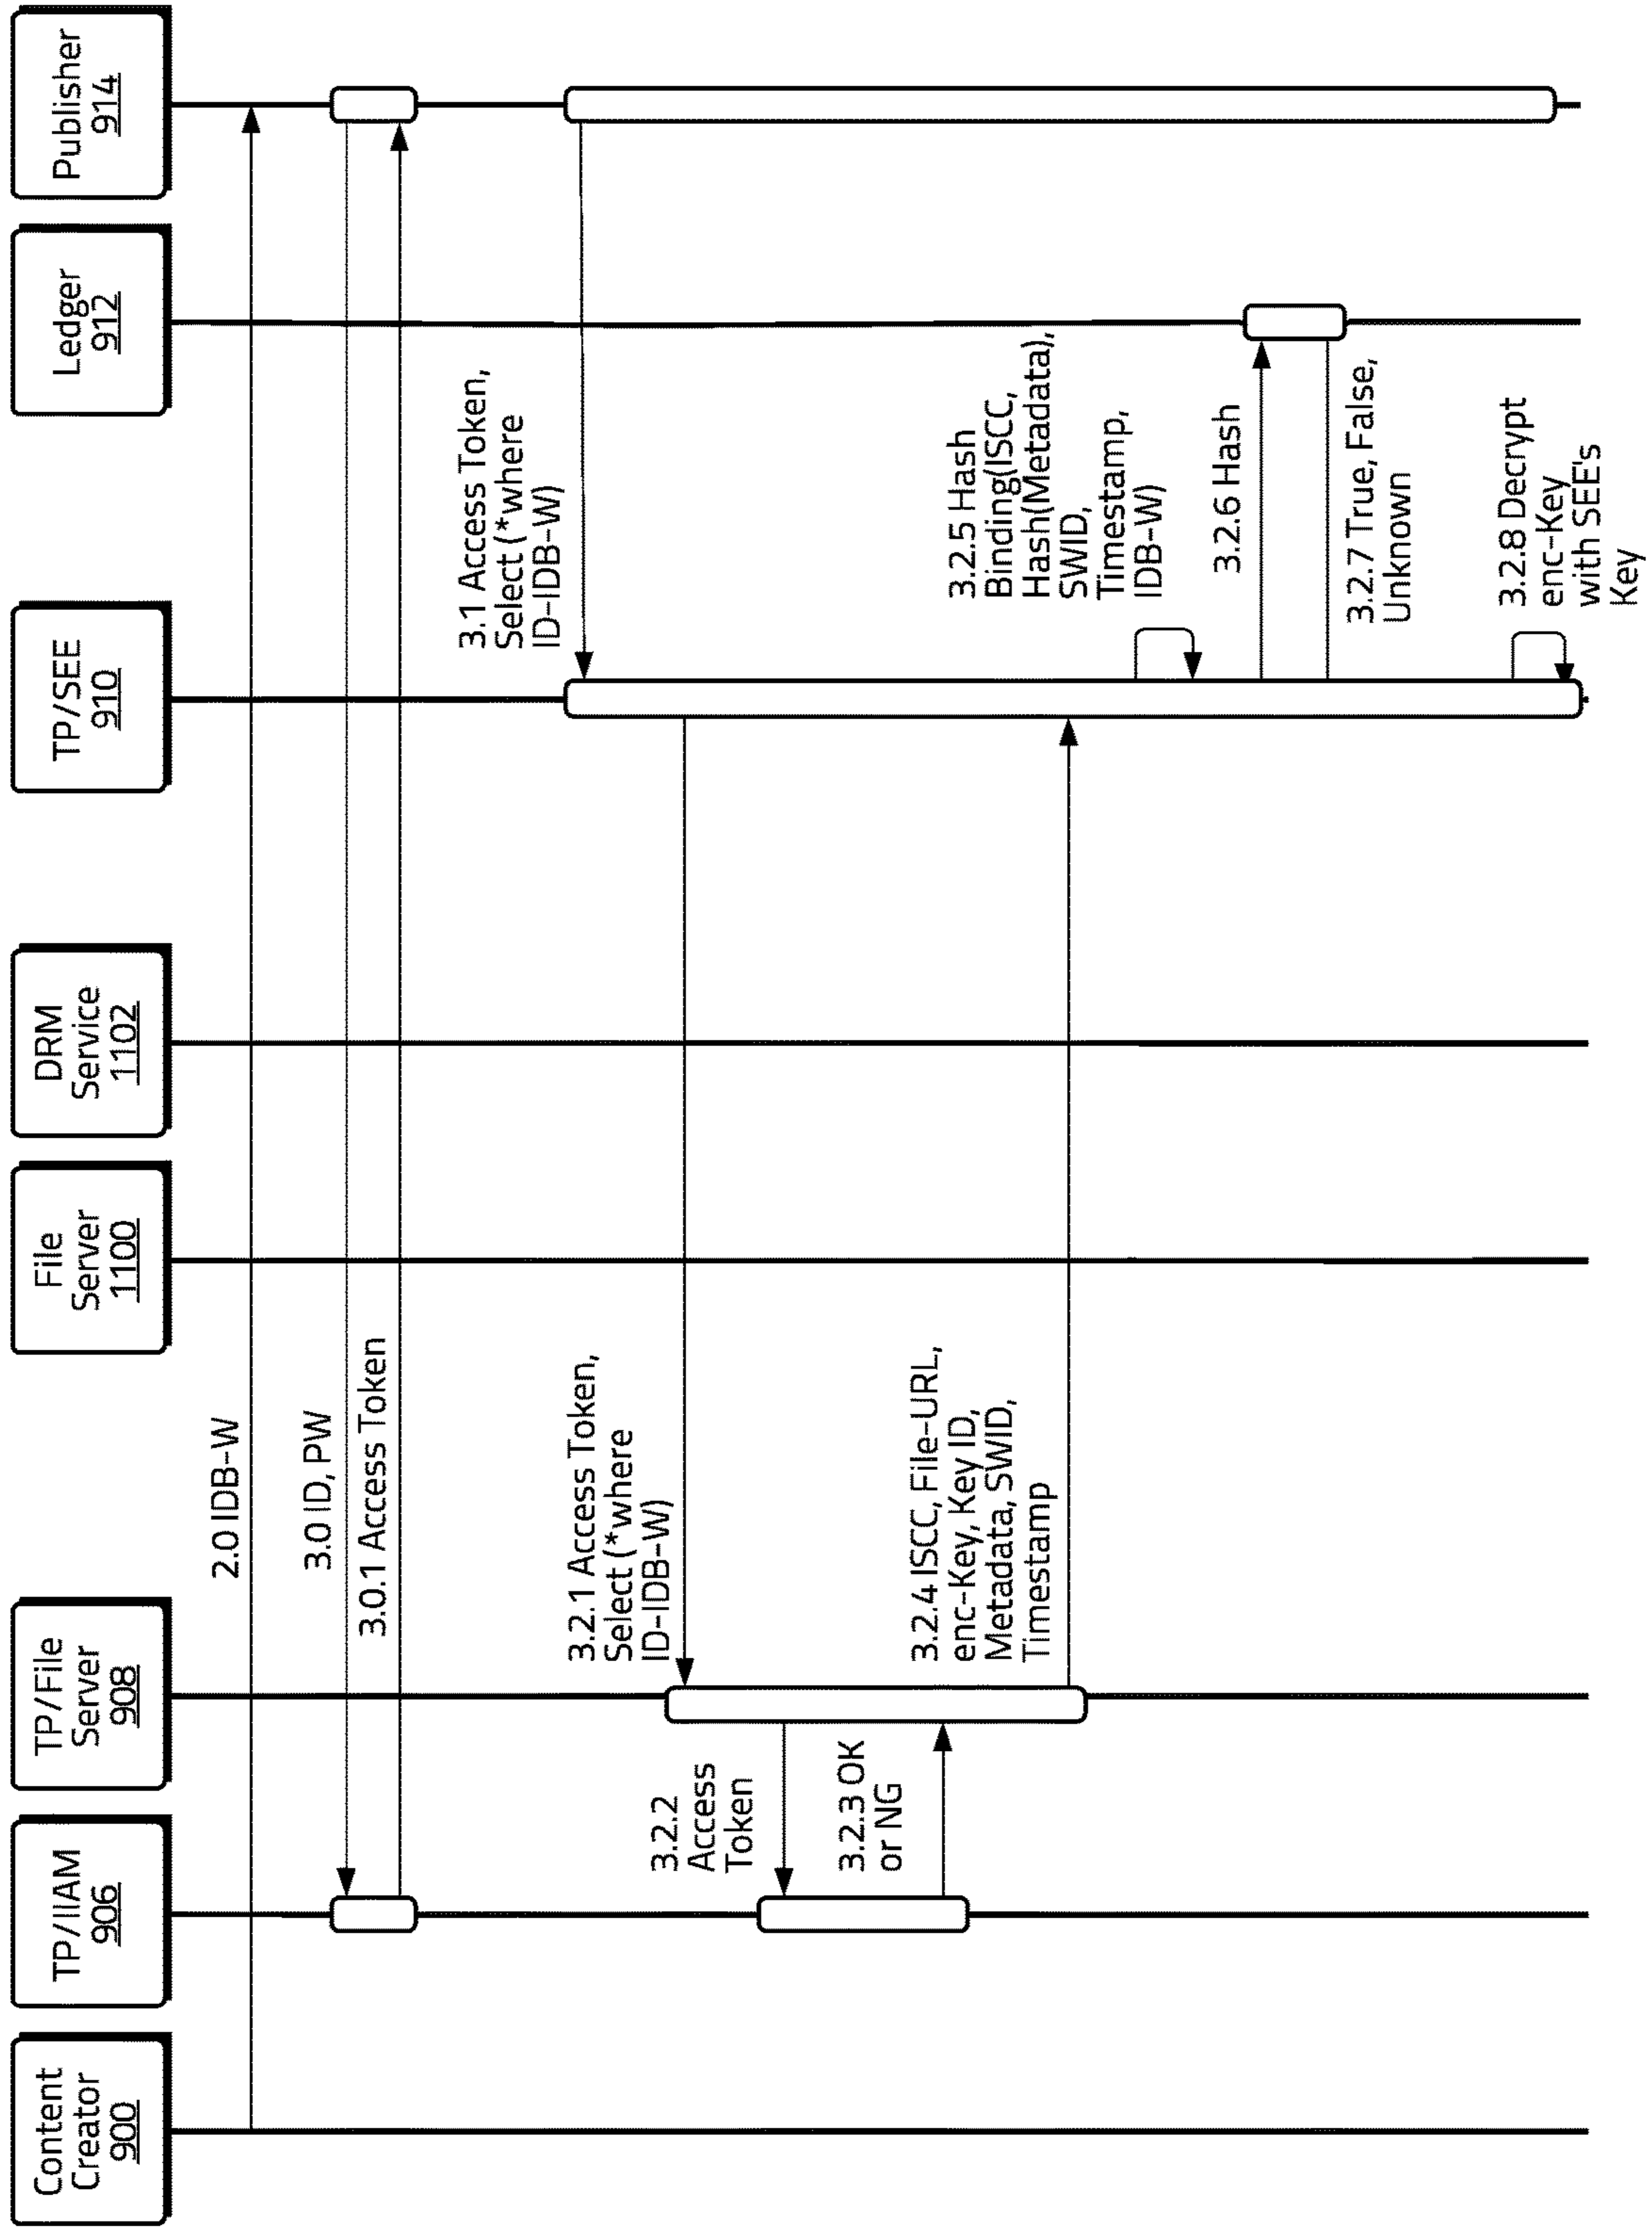 Content
Creator
900
TP/IIAM
906
TP/File
Server
908
File
Server
1100
DRM
Service
1102
TP/SEE
910
Ledger
912
Publisher
914
2.0 IDB-W
3.0 ID, PW
3.0.1 Access Token
3.1 Access Token,
Select (*where
ID-IDB-W)
3.2.1 Access Token,
Select (*where
ID-IDB-W)
3.2.2
Access
Token
3.2.3 OK
or NG
3.2.4 ISCC, File-URL,
enc-Key, Key ID,
Metadata, SWID,
Timestamp
3.2.5 Hash
Binding(ISCC,
Hash(Metadata),
SWID,
Timestamp,
IDB-W)
3.2.6 Hash
3.2.7 True, False,
Unknown
3.2.8 Decrypt
enc-Key
with SEE's
Key